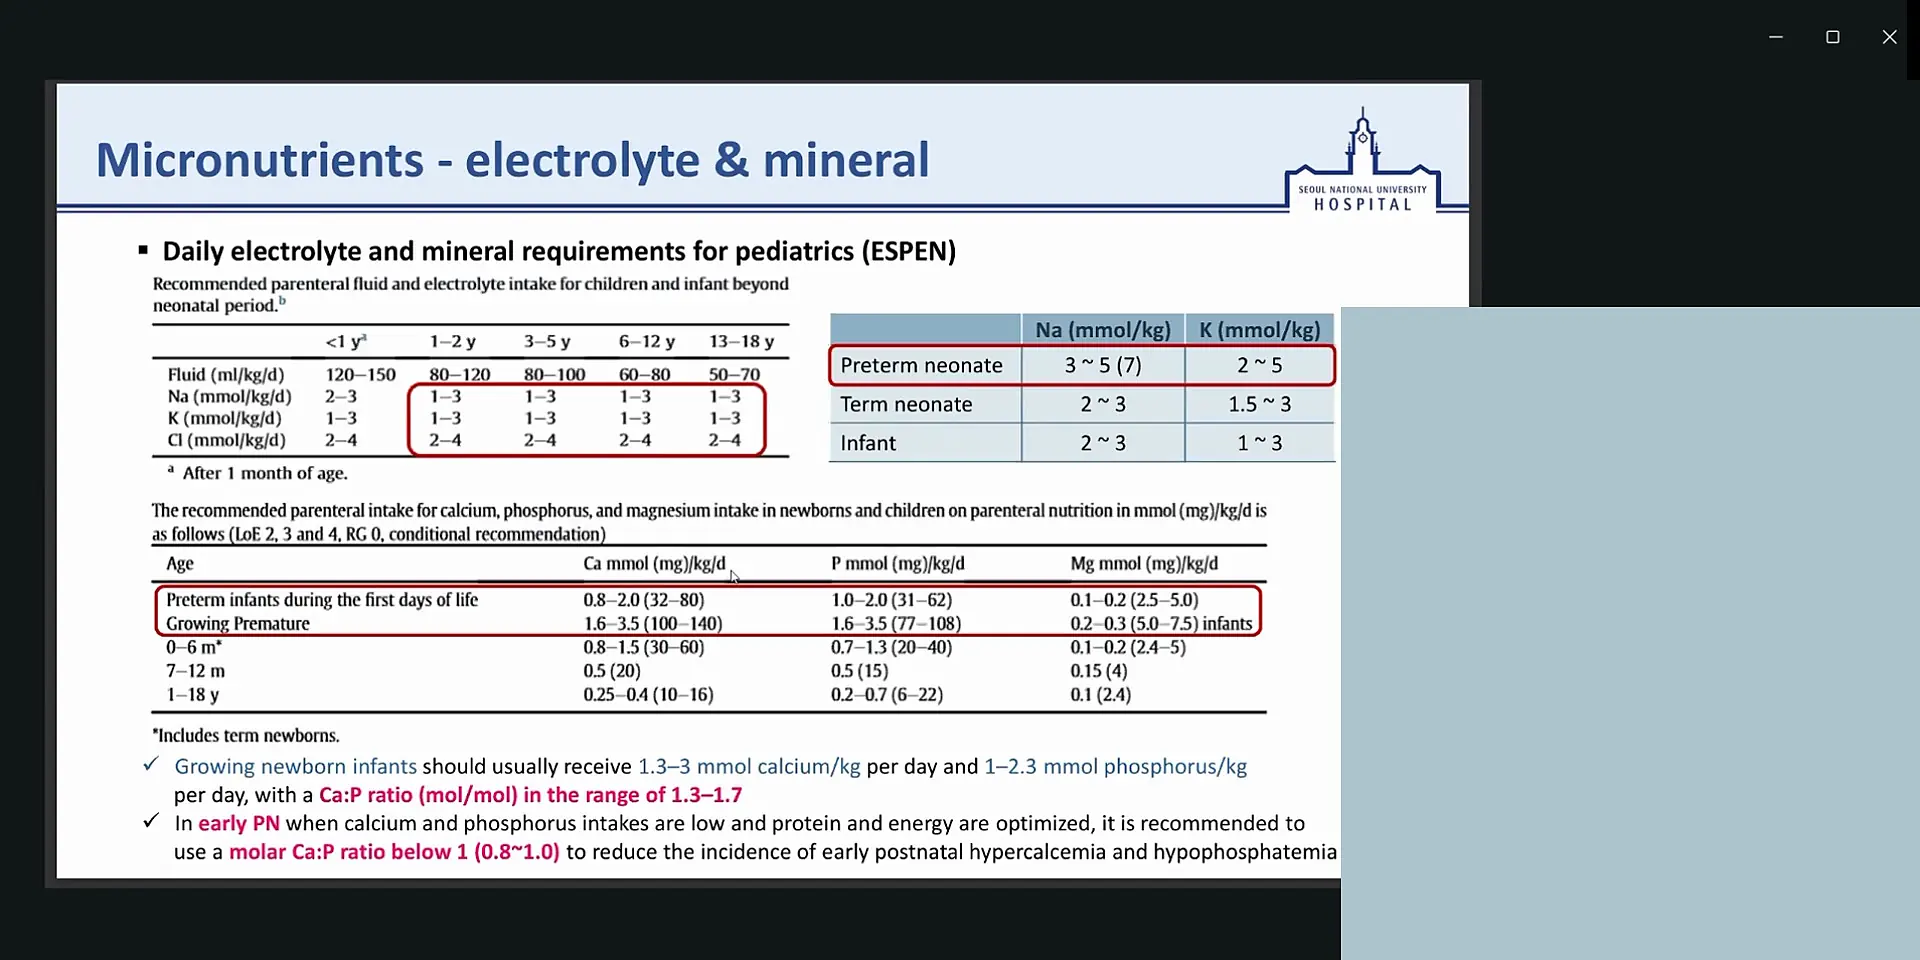 Micronutrients - electrolyte & mineral
SEOUL NATIONAL UNIVERSITY
HOSPITAL
▪ Daily electrolyte and mineral requirements for pediatrics (ESPEN)
Recommended parenteral fluid and electrolyte intake for children and infant beyond
neonatal period.b
<1 ya 1–2 y 3–5 y 6–12 y 13–18 y
Fluid (ml/kg/d) 120–150 80–120 80–100 60–80 50–70
Na (mmol/kg/d) 2–3 1–3 1–3 1–3 1–3
K (mmol/kg/d) 1–3 1–3 1–3 1–3 1–3
Cl (mmol/kg/d) 2–4 2–4 2–4 2–4 2–4
a After 1 month of age.
Na (mmol/kg) K (mmol/kg)
Preterm neonate 3 ~ 5 (7) 2 ~ 5
Term neonate 2 ~ 3 1.5 ~ 3
Infant 2 ~ 3 1 ~ 3
The recommended parenteral intake for calcium, phosphorus, and magnesium intake in newborns and children on parenteral nutrition in mmol (mg)/kg/d is
as follows (LoE 2, 3 and 4, RG 0, conditional recommendation)
Age Ca mmol (mg)/kg/d P mmol (mg)/kg/d Mg mmol (mg)/kg/d
Preterm infants during the first days of life 0.8–2.0 (32–80) 1.0–2.0 (31–62) 0.1–0.2 (2.5–5.0)
Growing Premature 1.6–3.5 (100–140) 1.6–3.5 (77–108) 0.2–0.3 (5.0–7.5) infants
0–6 m* 0.8–1.5 (30–60) 0.7–1.3 (20–40) 0.1–0.2 (2.4–5)
7–12 m 0.5 (20) 0.5 (15) 0.15 (4)
1–18 y 0.25–0.4 (10–16) 0.2–0.7 (6–22) 0.1 (2.4)
*Includes term newborns.
✓ Growing newborn infants should usually receive 1.3–3 mmol calcium/kg per day and 1–2.3 mmol phosphorus/kg
per day, with a Ca:P ratio (mol/mol) in the range of 1.3–1.7
✓ In early PN when calcium and phosphorus intakes are low and protein and energy are optimized, it is recommended to
use a molar Ca:P ratio below 1 (0.8~1.0) to reduce the incidence of early postnatal hypercalcemia and hypophosphatemia